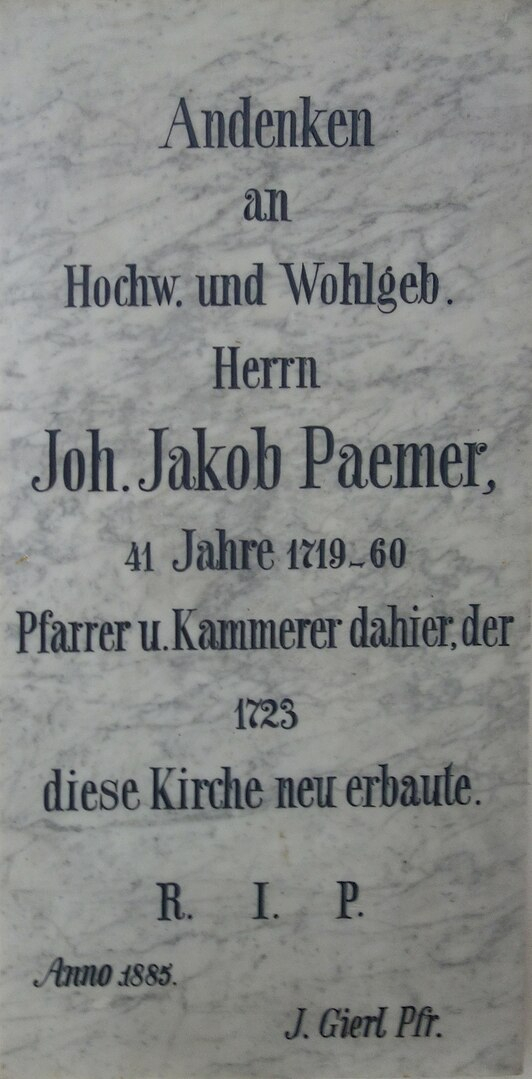 Andenken
an
Hochw. und Wohlgeb.
Herrn
Joh. Jakob Paemer,
41 Jahre 1719-60
Pfarrer u. Kammerer dahier, der
1723
diese Kirche neu erbaute.
R. I. P.
Anno 1885.
J. Gierl Pfr.